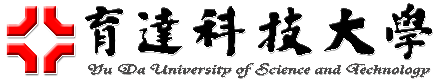 育達科技大學
Yu Da University of Science and Technology